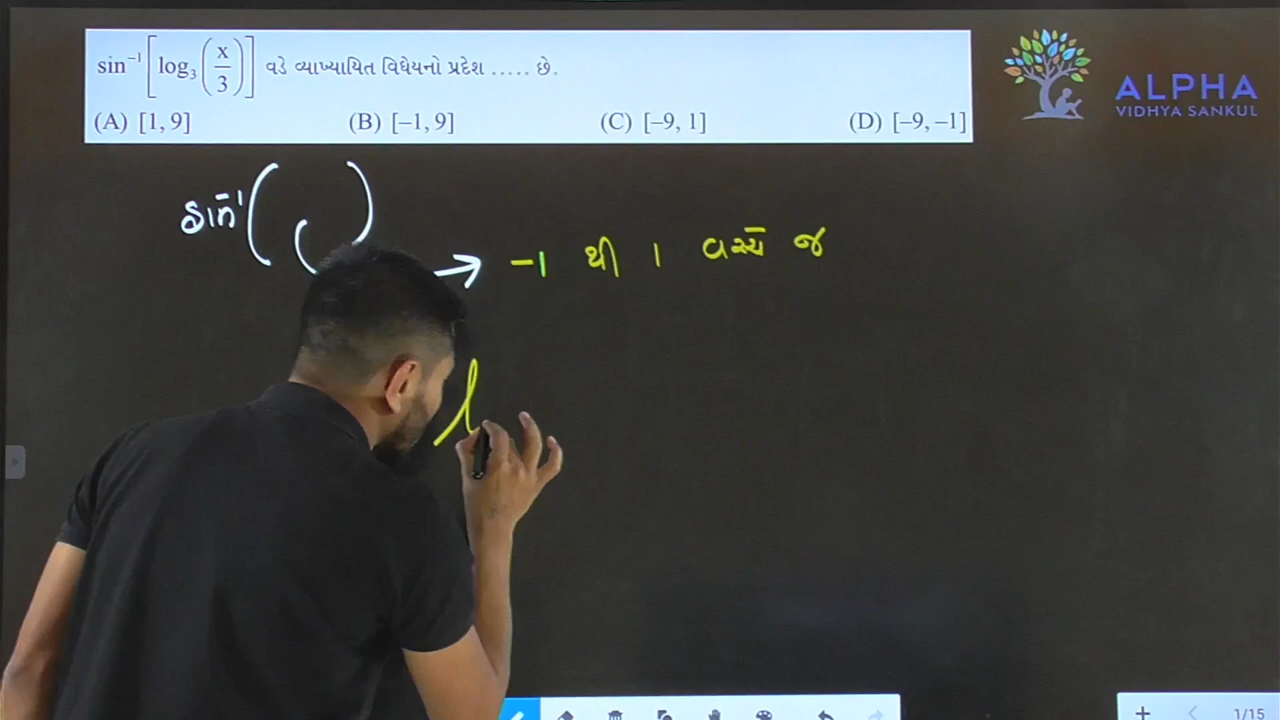 sin⁻¹[log₃(x/3)] વડે વ્યાખ્યાયિત વિધેયનો પ્રદેશ ..... છે.
(A) [1, 9] (B) [–1, 9] (C) [–9, 1] (D) [–9, –1]
ALPHA
VIDHYA SANKUL
sin⁻¹( ) → -1 થી 1 વચ્ચે જ
l
1/15